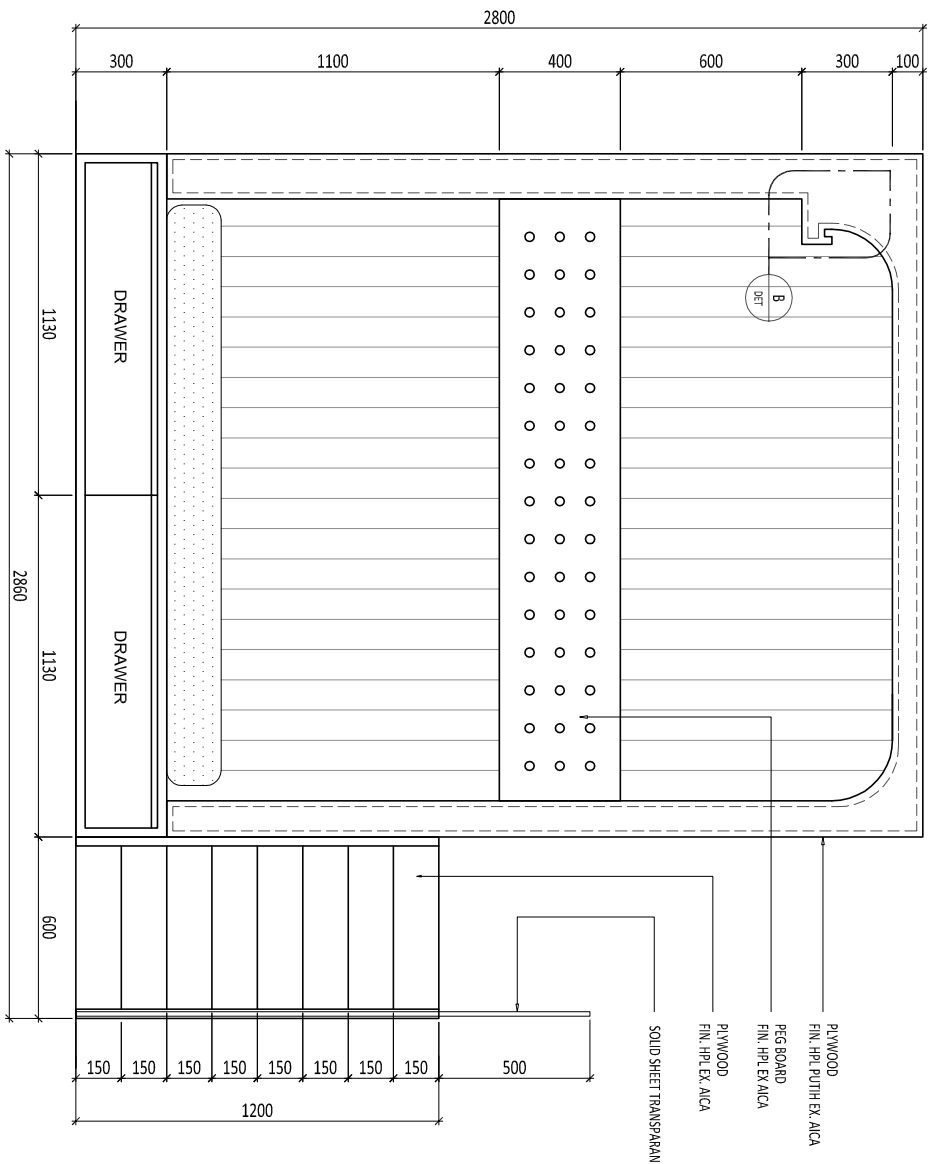 2800
300 1100 400 600 300 100
B
DET
DRAWER
1130
DRAWER
1130
2860
600
PLYWOOD
FIN. HPL PUTIH EX. AICA
PEG BOARD
FIN. HPL EX AICA
PLYWOOD
FIN. HPL EX. AICA
SOLID SHEET TRANSPARAN
150 150 150 150 150 150 150 150 500
1200